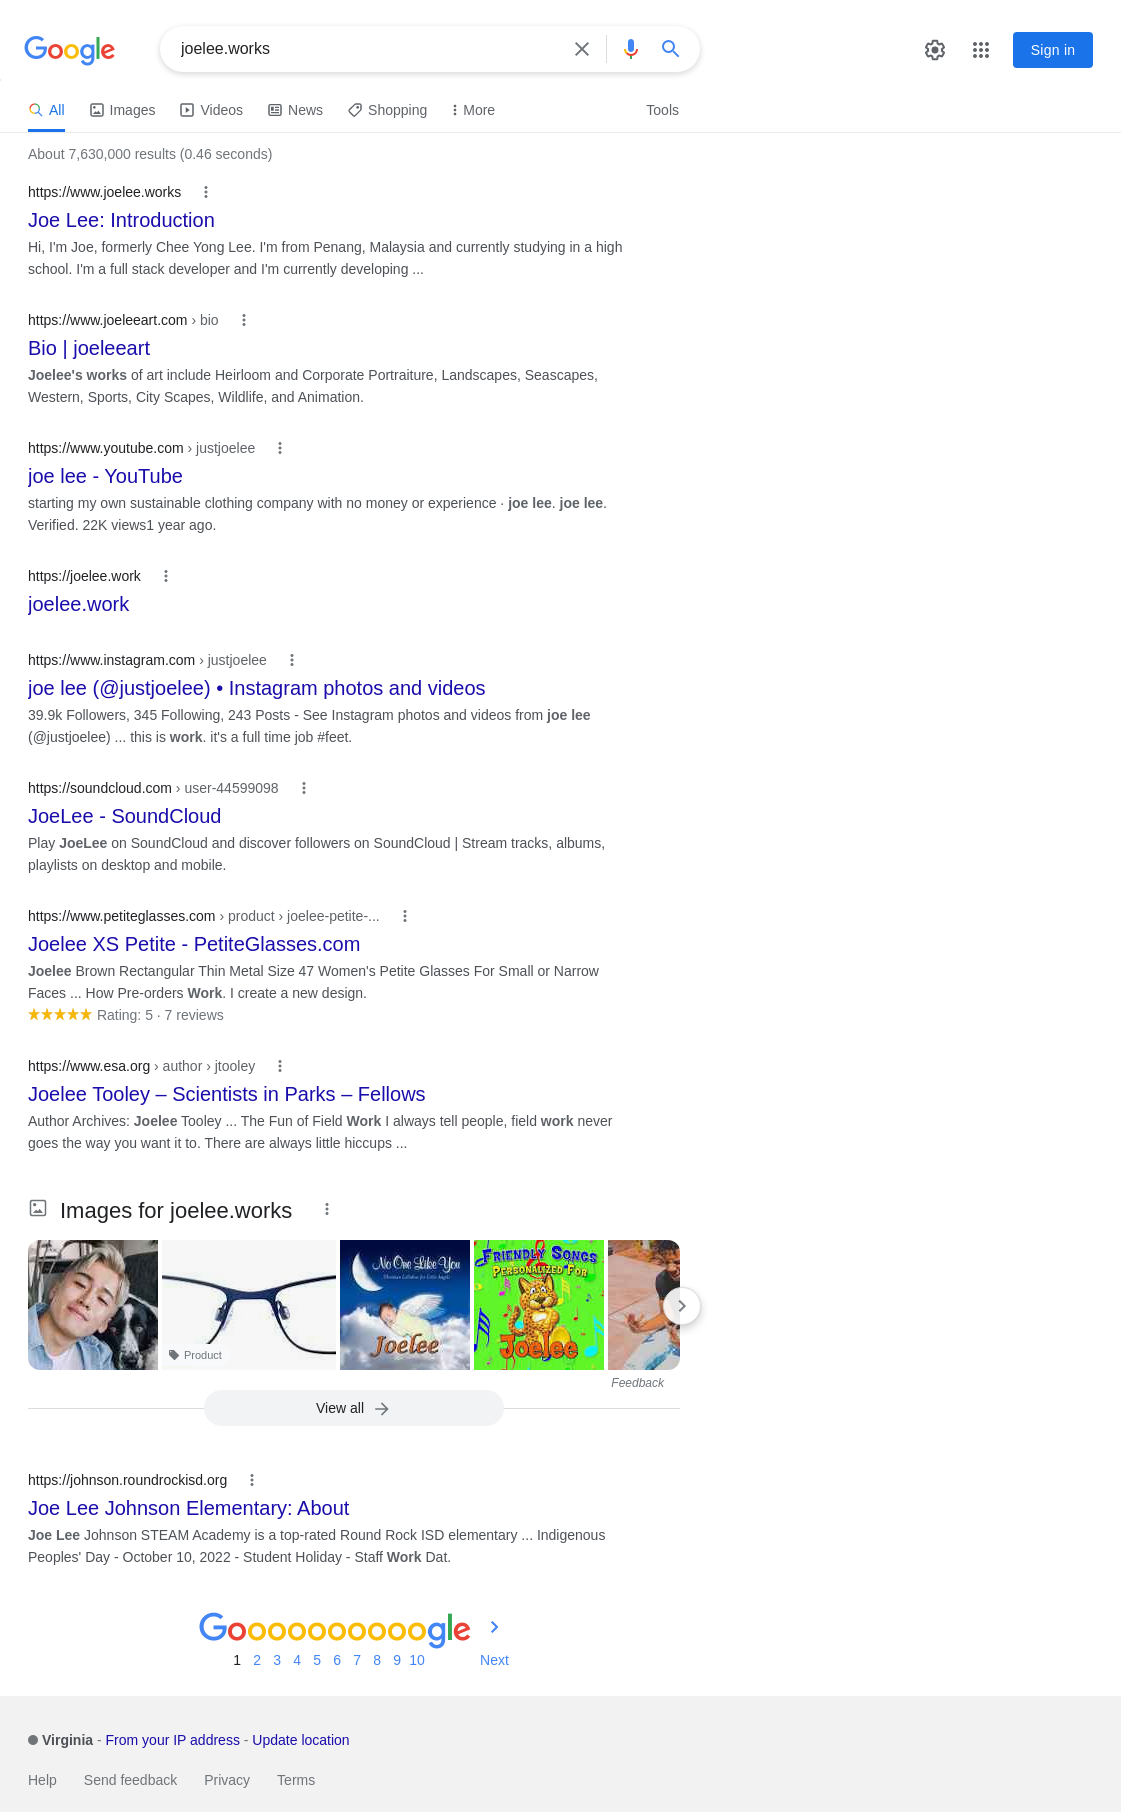 Google
joelee.works
Sign in
All Images Videos News Shopping More Tools
About 7,630,000 results (0.46 seconds)
https://www.joelee.works
Joe Lee: Introduction
Hi, I'm Joe, formerly Chee Yong Lee. I'm from Penang, Malaysia and currently studying in a high
school. I'm a full stack developer and I'm currently developing ...
https://www.joeleeart.com › bio
Bio | joeleeart
Joelee's works of art include Heirloom and Corporate Portraiture, Landscapes, Seascapes,
Western, Sports, City Scapes, Wildlife, and Animation.
https://www.youtube.com › justjoelee
joe lee - YouTube
starting my own sustainable clothing company with no money or experience · joe lee. joe lee.
Verified. 22K views1 year ago.
https://joelee.work
joelee.work
https://www.instagram.com › justjoelee
joe lee (@justjoelee) • Instagram photos and videos
39.9k Followers, 345 Following, 243 Posts - See Instagram photos and videos from joe lee
(@justjoelee) ... this is work. it's a full time job #feet.
https://soundcloud.com › user-44599098
JoeLee - SoundCloud
Play JoeLee on SoundCloud and discover followers on SoundCloud | Stream tracks, albums,
playlists on desktop and mobile.
https://www.petiteglasses.com › product › joelee-petite-...
Joelee XS Petite - PetiteGlasses.com
Joelee Brown Rectangular Thin Metal Size 47 Women's Petite Glasses For Small or Narrow
Faces ... How Pre-orders Work. I create a new design.
Rating: 5 · 7 reviews
https://www.esa.org › author › jtooley
Joelee Tooley – Scientists in Parks – Fellows
Author Archives: Joelee Tooley ... The Fun of Field Work I always tell people, field work never
goes the way you want it to. There are always little hiccups ...
Images for joelee.works
No One Like You
Christian Lullabies for Little Angels
Joelee
FRIENDLY SONGS
PERSONALIZED FOR
Joelee
Product
Feedback
View all
https://johnson.roundrockisd.org
Joe Lee Johnson Elementary: About
Joe Lee Johnson STEAM Academy is a top-rated Round Rock ISD elementary ... Indigenous
Peoples' Day - October 10, 2022 - Student Holiday - Staff Work Dat.
Goooooooooogle
1 2 3 4 5 6 7 8 9 10 Next
Virginia - From your IP address - Update location
Help Send feedback Privacy Terms